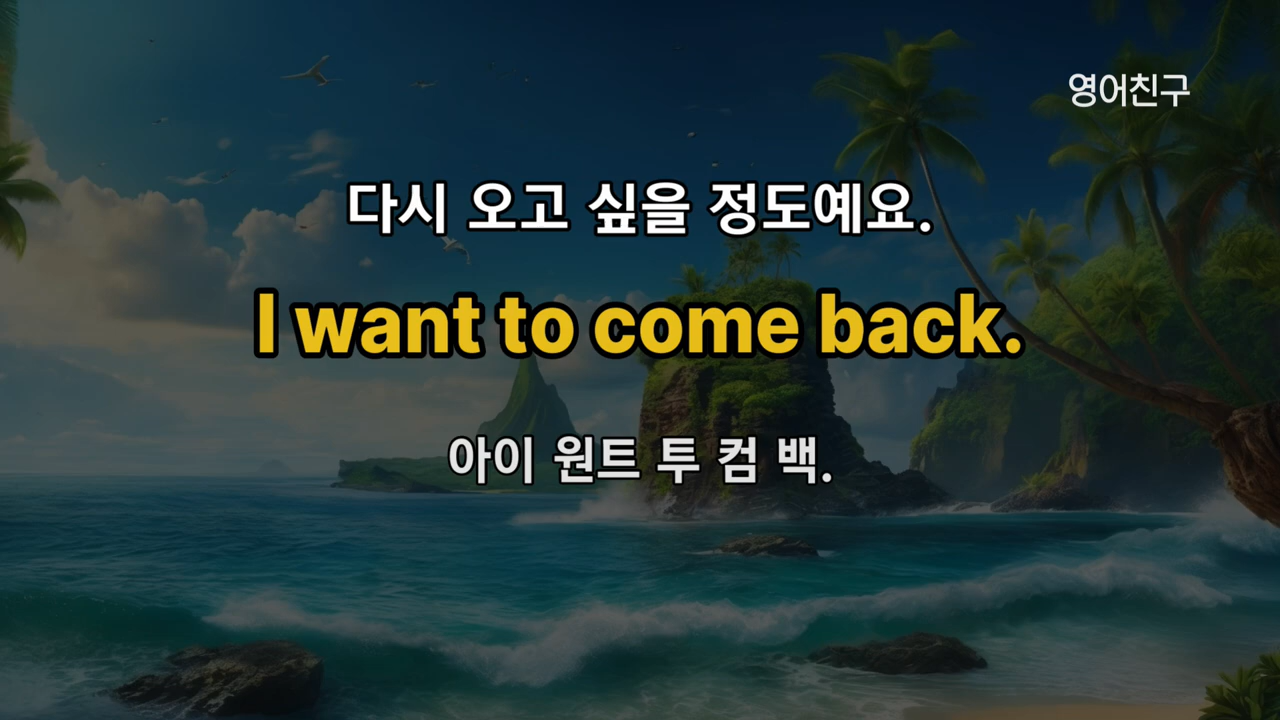 영어친구
다시 오고 싶을 정도예요.
I want to come back.
아이 원트 투 컴 백.